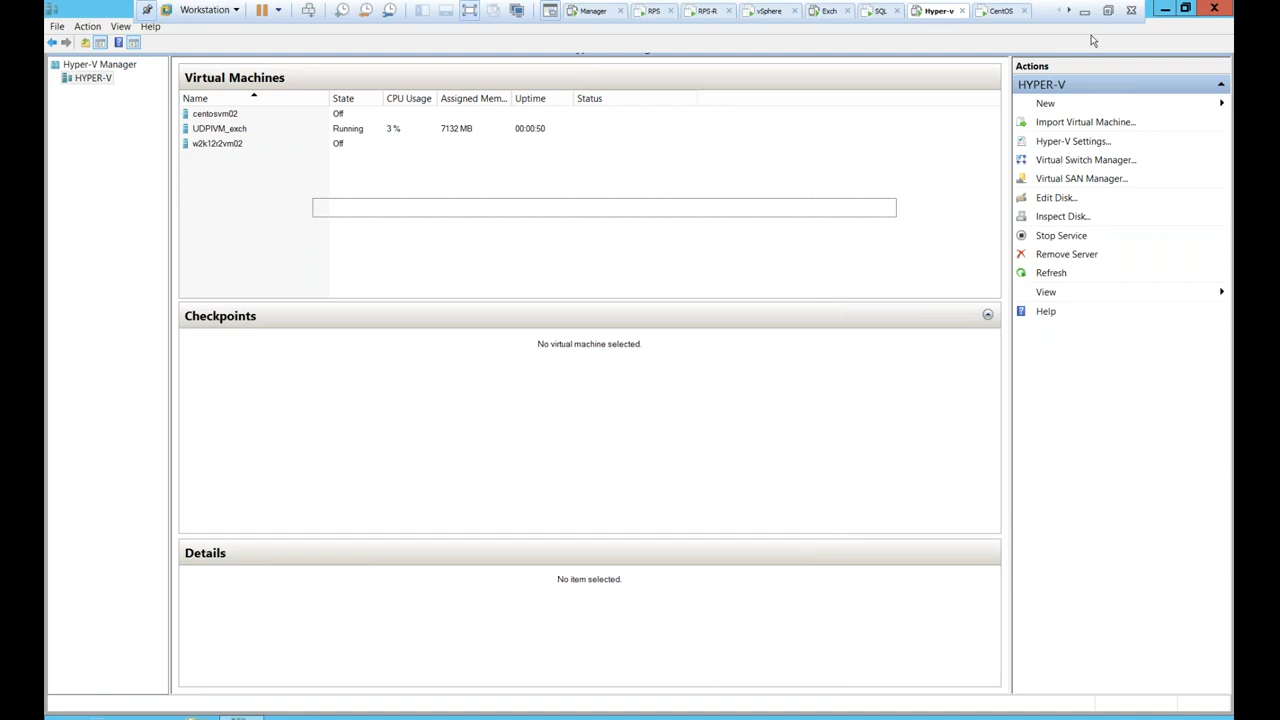 Workstation
Manager
RPS
RPS-R
vSphere
Exch
SQL
Hyper-v
CentOS
File
Action
View
Help
Hyper-V Manager
HYPER-V
Virtual Machines
Name
State
CPU Usage
Assigned Mem...
Uptime
Status
centosvm02
Off
UDPIVM_exch
Running
3 %
7132 MB
00:00:50
w2k12r2vm02
Off
Checkpoints
No virtual machine selected.
Details
No item selected.
Actions
HYPER-V
New
Import Virtual Machine...
Hyper-V Settings...
Virtual Switch Manager...
Virtual SAN Manager...
Edit Disk...
Inspect Disk...
Stop Service
Remove Server
Refresh
View
Help